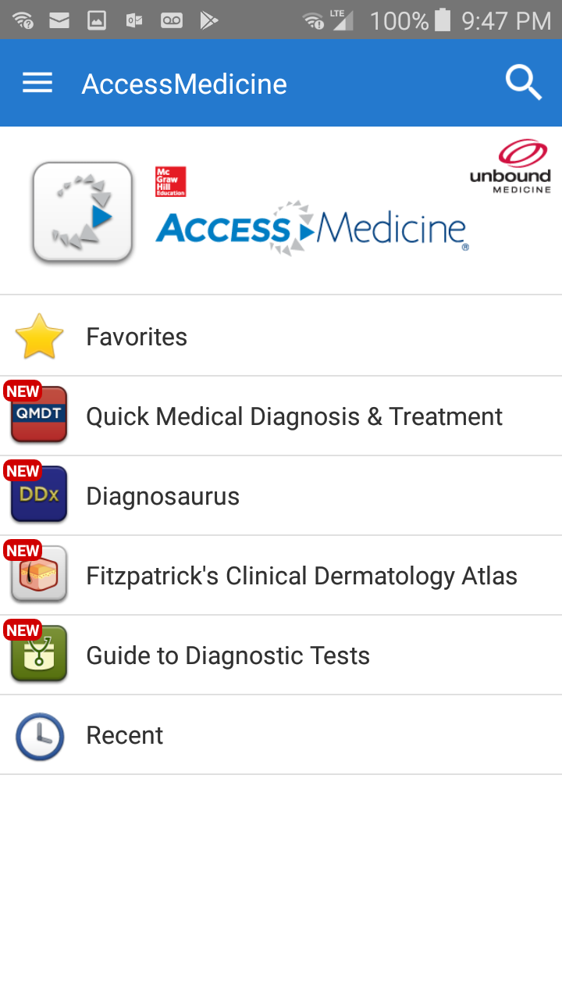 LTE 100% 9:47 PM
AccessMedicine
unbound
MEDICINE
Mc
Graw
Hill
Education
ACCESS Medicine®
Favorites
NEW
QMDT
Quick Medical Diagnosis & Treatment
NEW
DDx
Diagnosaurus
NEW
Fitzpatrick's Clinical Dermatology Atlas
NEW
Guide to Diagnostic Tests
Recent